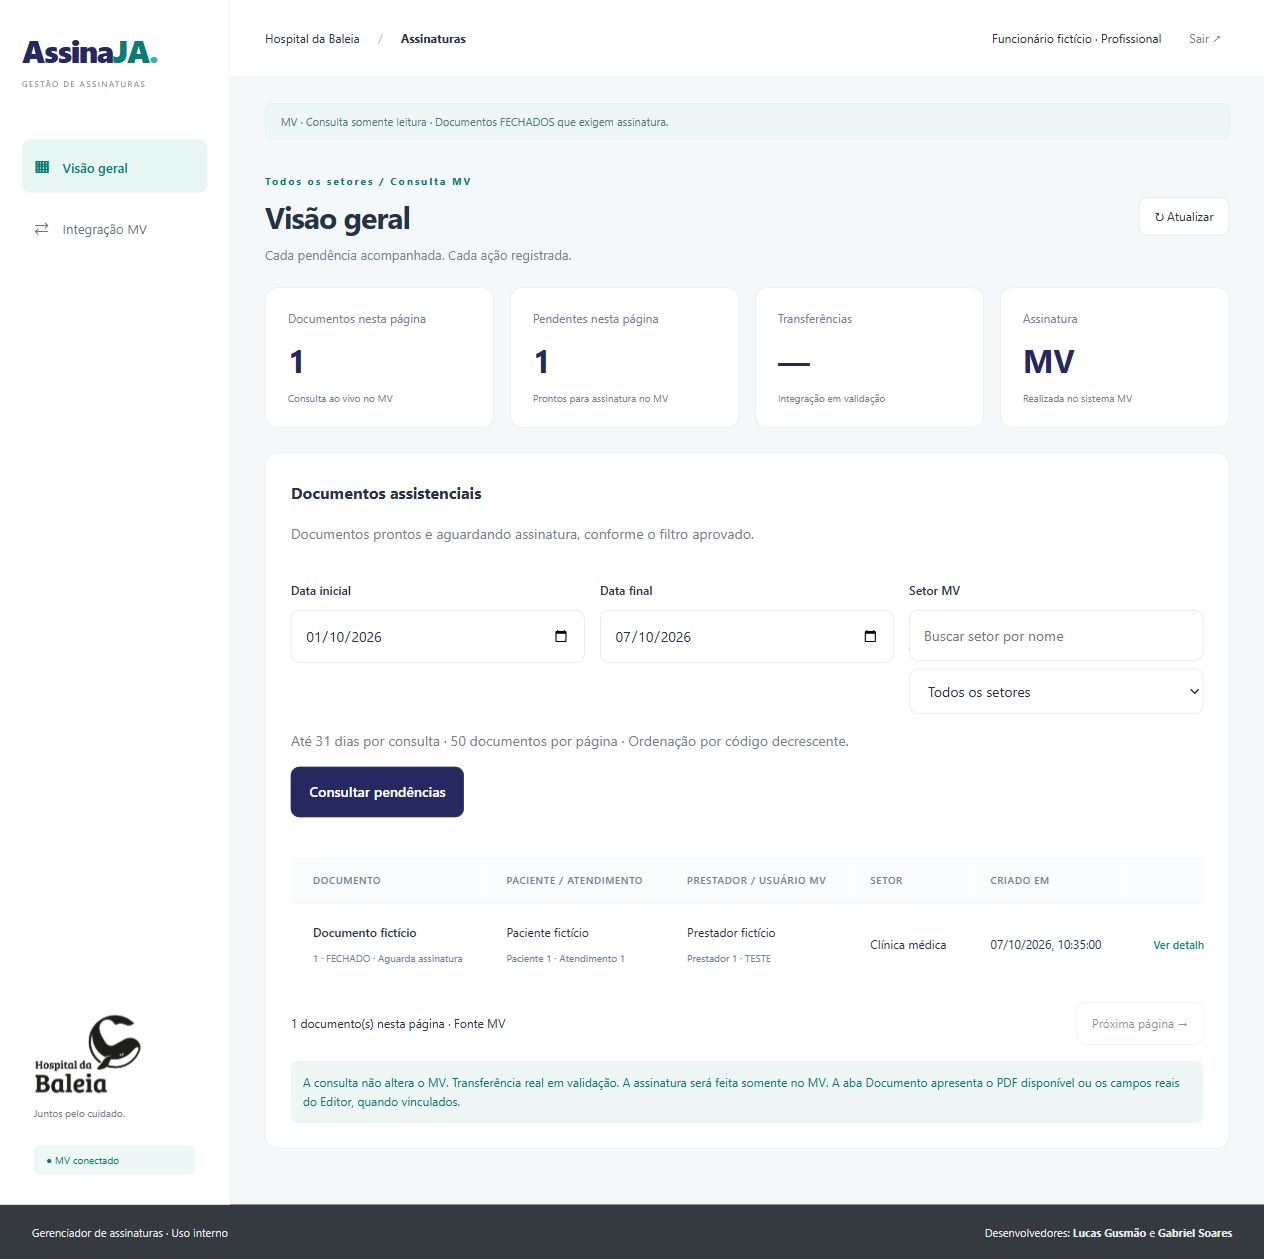 AssinaJA.
GESTÃO DE ASSINATURAS
Visão geral
Integração MV
Hospital da Baleia
Juntos pelo cuidado.
● MV conectado
Hospital da Baleia / Assinaturas
Funcionário fictício · Profissional Sair ↗
MV · Consulta somente leitura · Documentos FECHADOS que exigem assinatura.
Todos os setores / Consulta MV
Visão geral
↻ Atualizar
Cada pendência acompanhada. Cada ação registrada.
Documentos nesta página
1
Consulta ao vivo no MV
Pendentes nesta página
1
Prontos para assinatura no MV
Transferências
—
Integração em validação
Assinatura
MV
Realizada no sistema MV
Documentos assistenciais
Documentos prontos e aguardando assinatura, conforme o filtro aprovado.
Data inicial
01/10/2026
Data final
07/10/2026
Setor MV
Buscar setor por nome
Todos os setores
Até 31 dias por consulta · 50 documentos por página · Ordenação por código decrescente.
Consultar pendências
DOCUMENTO PACIENTE / ATENDIMENTO PRESTADOR / USUÁRIO MV SETOR CRIADO EM
Documento fictício Paciente fictício Prestador fictício Clínica médica 07/10/2026, 10:35:00 Ver detalh
1 · FECHADO · Aguarda assinatura Paciente 1 · Atendimento 1 Prestador 1 · TESTE
1 documento(s) nesta página · Fonte MV
Próxima página →
A consulta não altera o MV. Transferência real em validação. A assinatura será feita somente no MV. A aba Documento apresenta o PDF disponível ou os campos reais
do Editor, quando vinculados.
Gerenciador de assinaturas · Uso interno
Desenvolvedores: Lucas Gusmão e Gabriel Soares